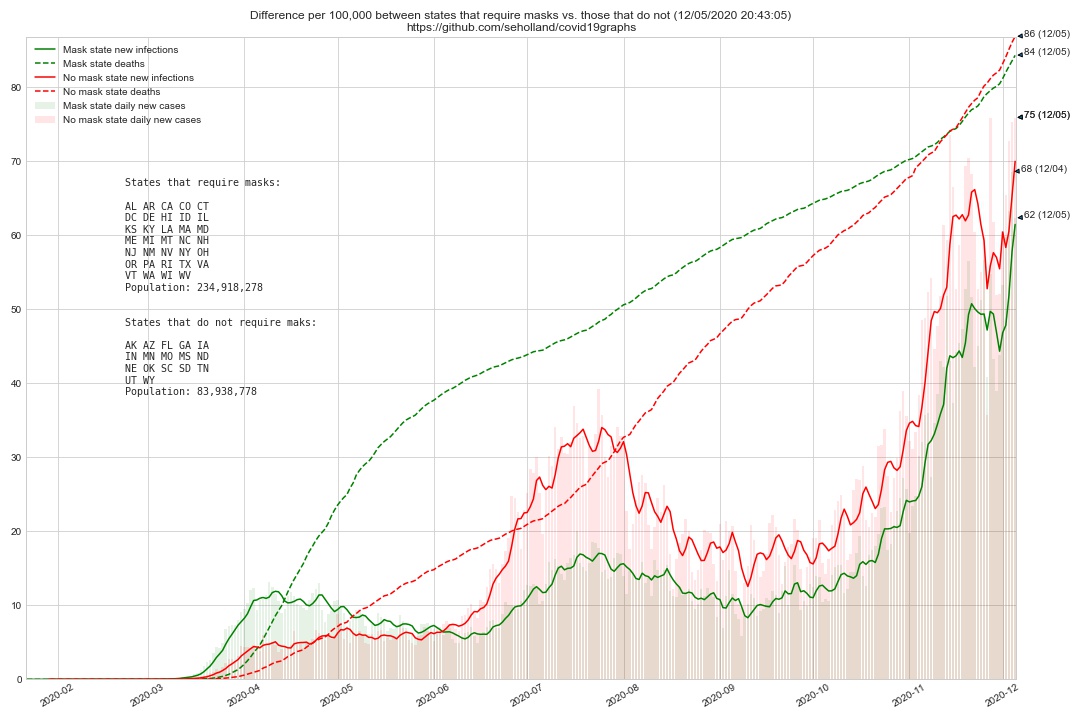 Difference per 100,000 between states that require masks vs. those that do not (12/05/2020 20:43:05)
https://github.com/seholland/covid19graphs
Mask state new infections
Mask state deaths
No mask state new infections
No mask state deaths
Mask state daily new cases
No mask state daily new cases
States that require masks:
AL AR CA CO CT
DC DE HI ID IL
KS KY LA MA MD
ME MI MT NC NH
NJ NM NV NY OH
OR PA RI TX VA
VT WA WI WV
Population: 234,918,278
States that do not require maks:
AK AZ FL GA IA
IN MN MO MS ND
NE OK SC SD TN
UT WY
Population: 83,938,778
86 (12/05)
84 (12/05)
75 (12/05)
68 (12/04)
62 (12/05)
80
70
60
50
40
30
20
10
0
2020-02
2020-03
2020-04
2020-05
2020-06
2020-07
2020-08
2020-09
2020-10
2020-11
2020-12